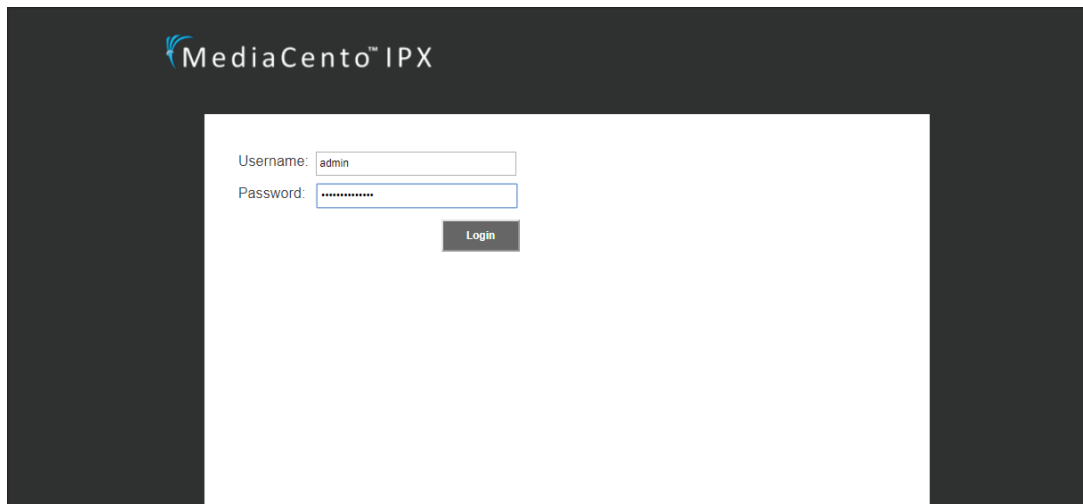 MediaCento™ IPX
Username: admin
Password: ••••••••••••••
Login